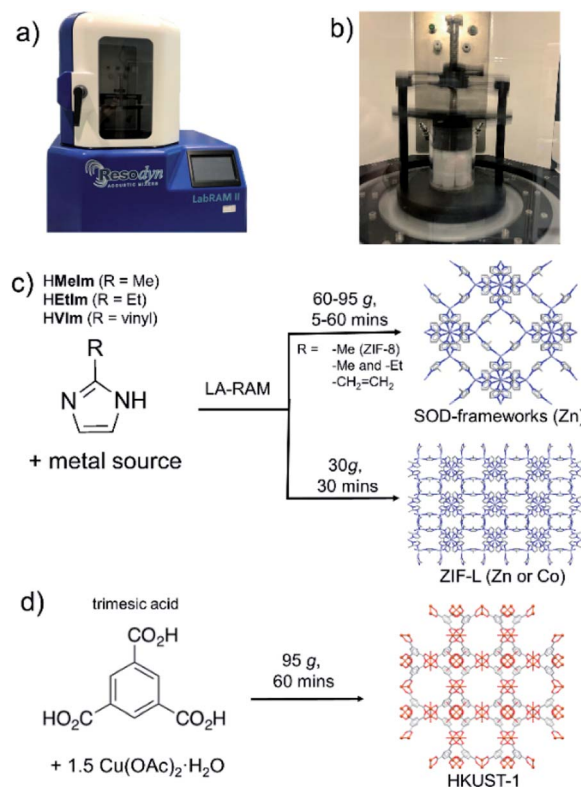 a)
b)
Resodyn
ACOUSTIC MIXER
LabRAM II
c)
HMeIm (R = Me)
HEtIm (R = Et)
HVIm (R = vinyl)
R
N
NH
+ metal source
LA-RAM
60-95 g,
5-60 mins
R = -Me (ZIF-8)
-Me and -Et
-CH₂=CH₂
SOD-frameworks (Zn)
30g,
30 mins
ZIF-L (Zn or Co)
d)
trimesic acid
CO₂H
HO₂C
CO₂H
+ 1.5 Cu(OAc)₂·H₂O
95 g,
60 mins
HKUST-1